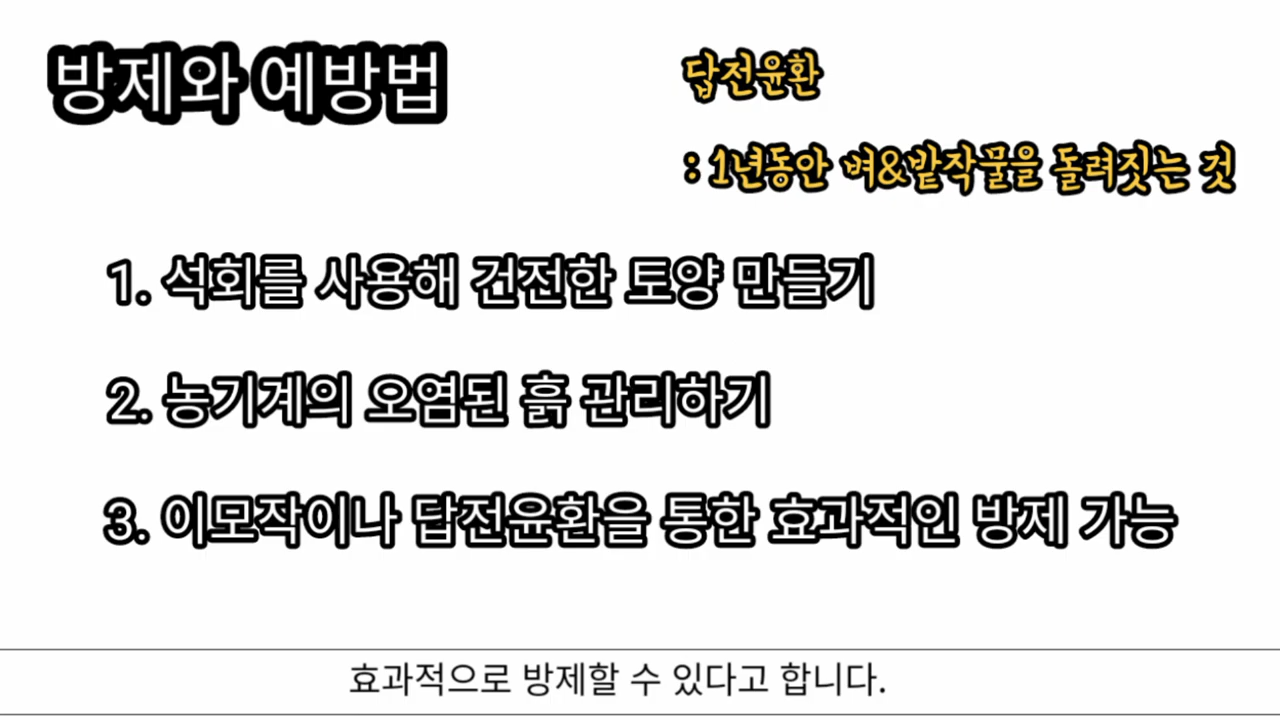 방제와 예방법
답전윤환
: 1년동안 벼&밭작물을 돌려짓는 것
1. 석회를 사용해 건전한 토양 만들기
2. 농기계의 오염된 흙 관리하기
3. 이모작이나 답전윤환을 통한 효과적인 방제 가능
효과적으로 방제할 수 있다고 합니다.